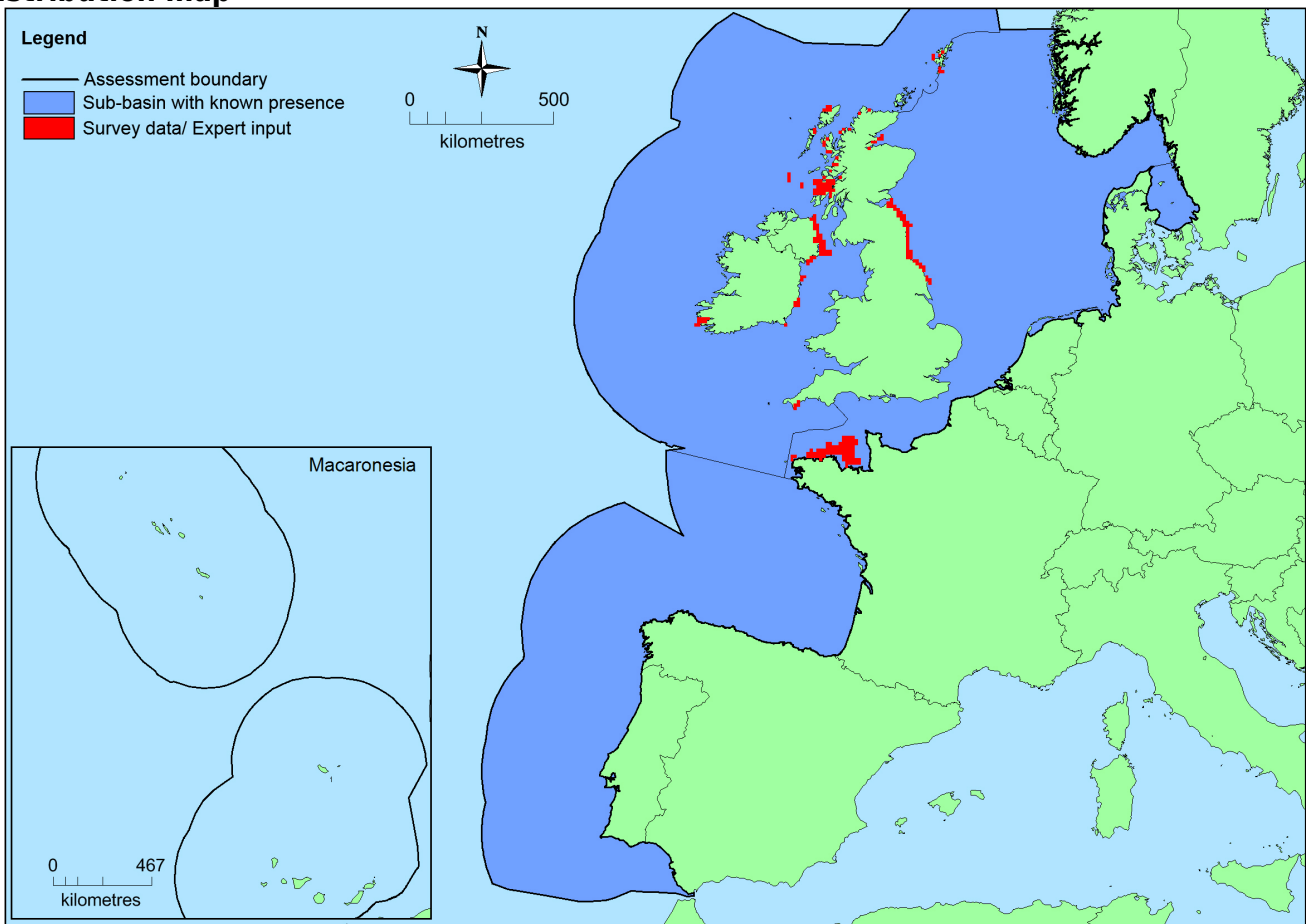 Legend
Assessment boundary
Sub-basin with known presence
Survey data/ Expert input
N
0 500
kilometres
Macaronesia
0 467
kilometres